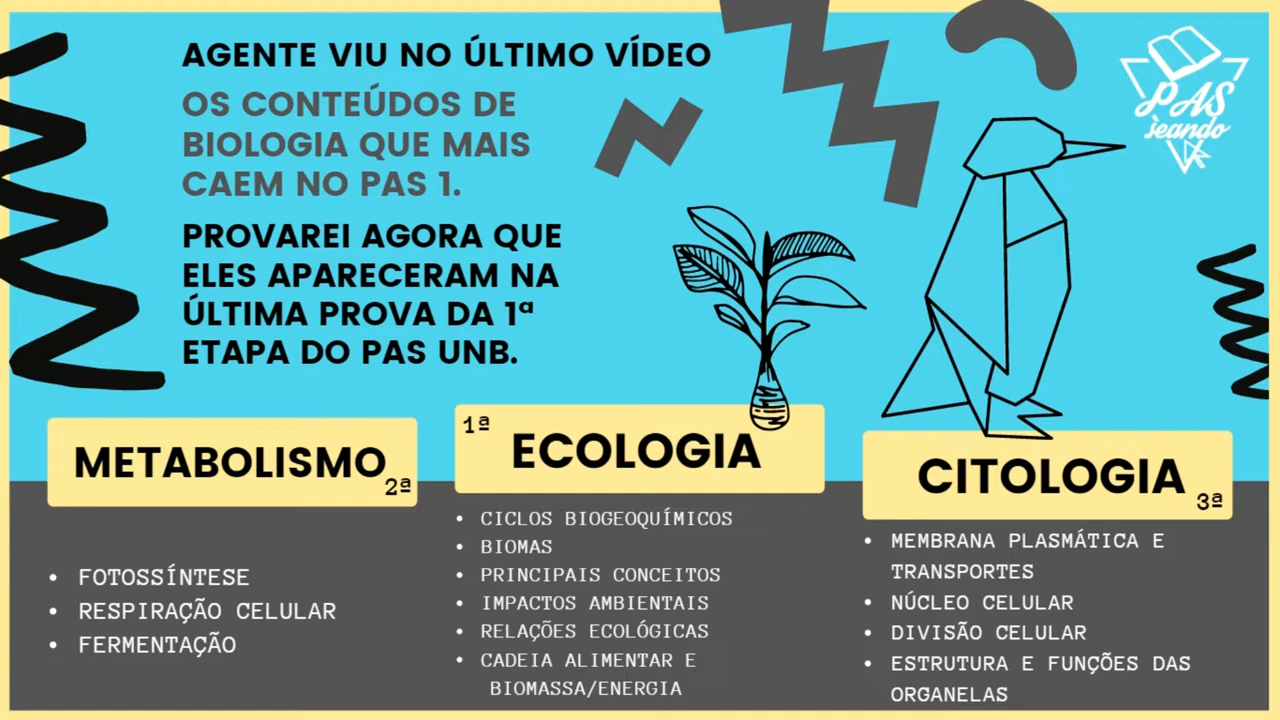 AGENTE VIU NO ÚLTIMO VÍDEO
OS CONTEÚDOS DE
BIOLOGIA QUE MAIS
CAEM NO PAS 1.
PROVAREI AGORA QUE
ELES APARECERAM NA
ÚLTIMA PROVA DA 1ª
ETAPA DO PAS UNB.
PAS
seando
METABOLISMO
2ª
FOTOSSÍNTESE
RESPIRAÇÃO CELULAR
FERMENTAÇÃO
1ª
ECOLOGIA
CICLOS BIOGEOQUÍMICOS
BIOMAS
PRINCIPAIS CONCEITOS
IMPACTOS AMBIENTAIS
RELAÇÕES ECOLÓGICAS
CADEIA ALIMENTAR E
BIOMASSA/ENERGIA
CITOLOGIA
3ª
MEMBRANA PLASMÁTICA E
TRANSPORTES
NÚCLEO CELULAR
DIVISÃO CELULAR
ESTRUTURA E FUNÇÕES DAS
ORGANELAS